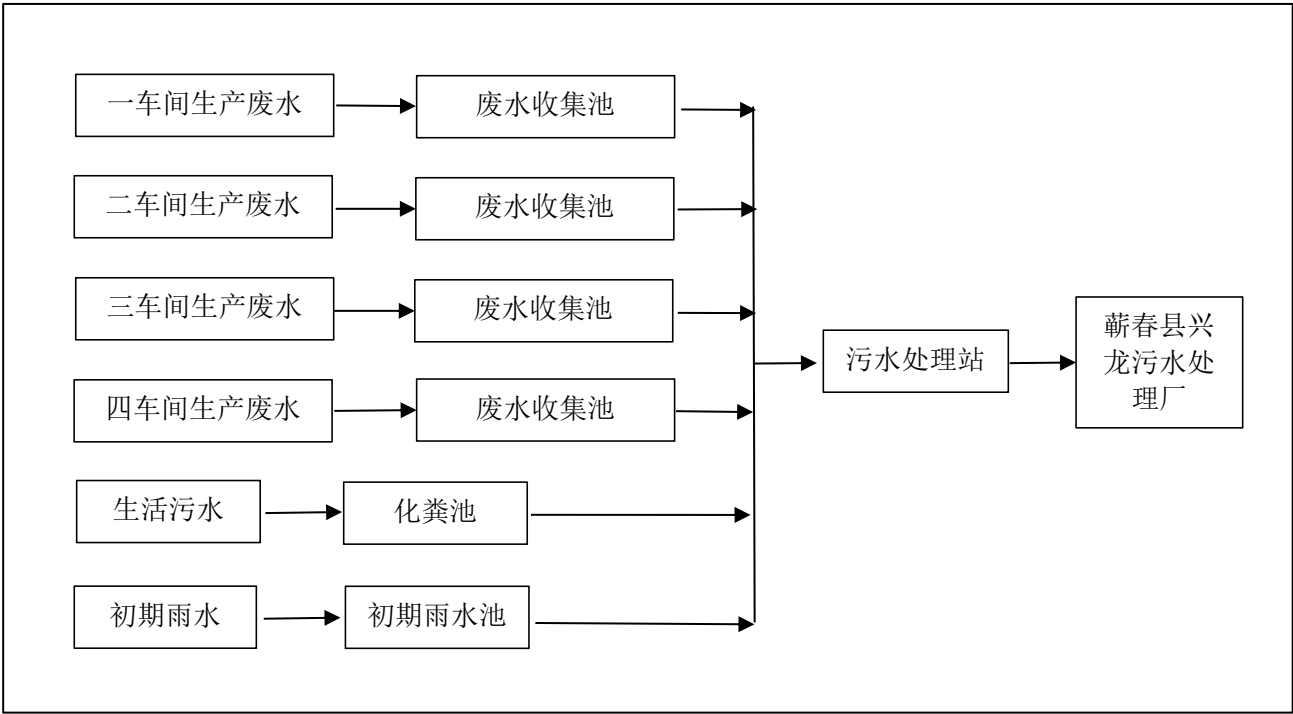 一车间生产废水
废水收集池
二车间生产废水
废水收集池
三车间生产废水
废水收集池
四车间生产废水
废水收集池
生活污水
化粪池
初期雨水
初期雨水池
污水处理站
蕲春县兴
龙污水处
理厂